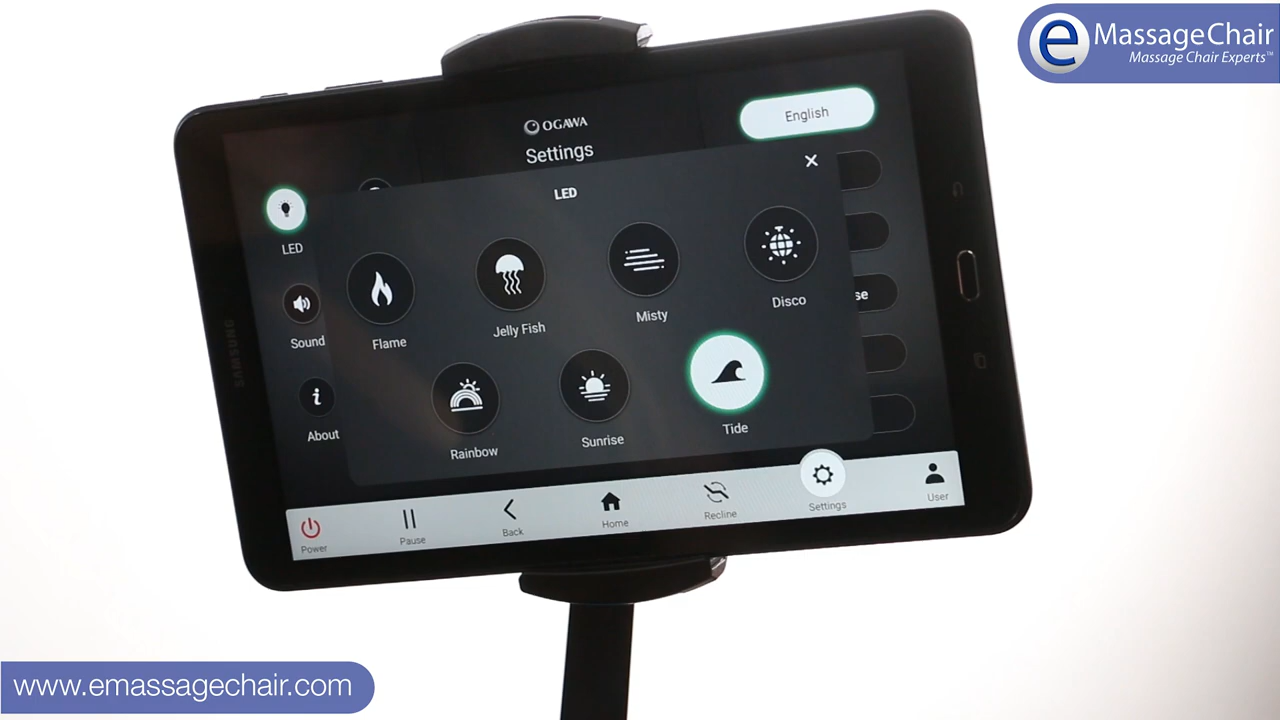 e MassageChair
Massage Chair Experts™
OGAWA
English
Settings
LED
LED
Flame
Jelly Fish
Misty
Disco
Sound
se
Rainbow
Sunrise
Tide
About
Power
Pause
Back
Home
Recline
Settings
User
SAMSUNG
www.emassagechair.com